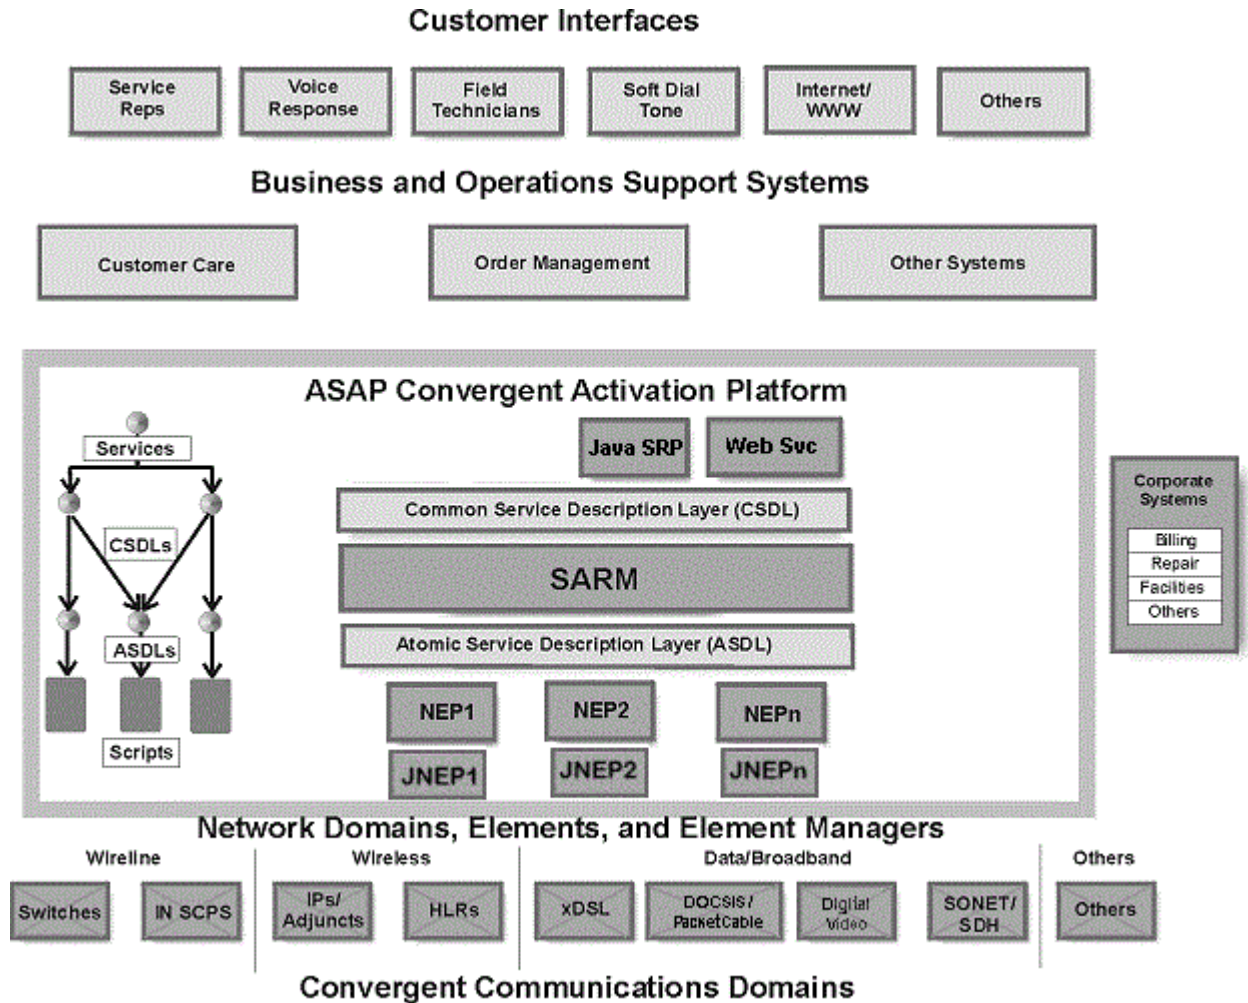 Customer Interfaces
Service
Reps
Voice
Response
Field
Technicians
Soft Dial
Tone
Internet/
WWW
Others
Business and Operations Support Systems
Customer Care
Order Management
Other Systems
ASAP Convergent Activation Platform
Services
CSDLs
ASDLs
Scripts
Java SRP
Web Svc
Common Service Description Layer (CSDL)
SARM
Atomic Service Description Layer (ASDL)
NEP1
NEP2
NEPn
JNEP1
JNEP2
JNEPn
Corporate
Systems
Billing
Repair
Facilities
Others
Network Domains, Elements, and Element Managers
Wireline
Wireless
Data/Broadband
Others
Switches
IN SCPS
IPs/
Adjuncts
HLRs
xDSL
DOCSIS/
PacketCable
Digital
Video
SONET/
SDH
Others
Convergent Communications Domains